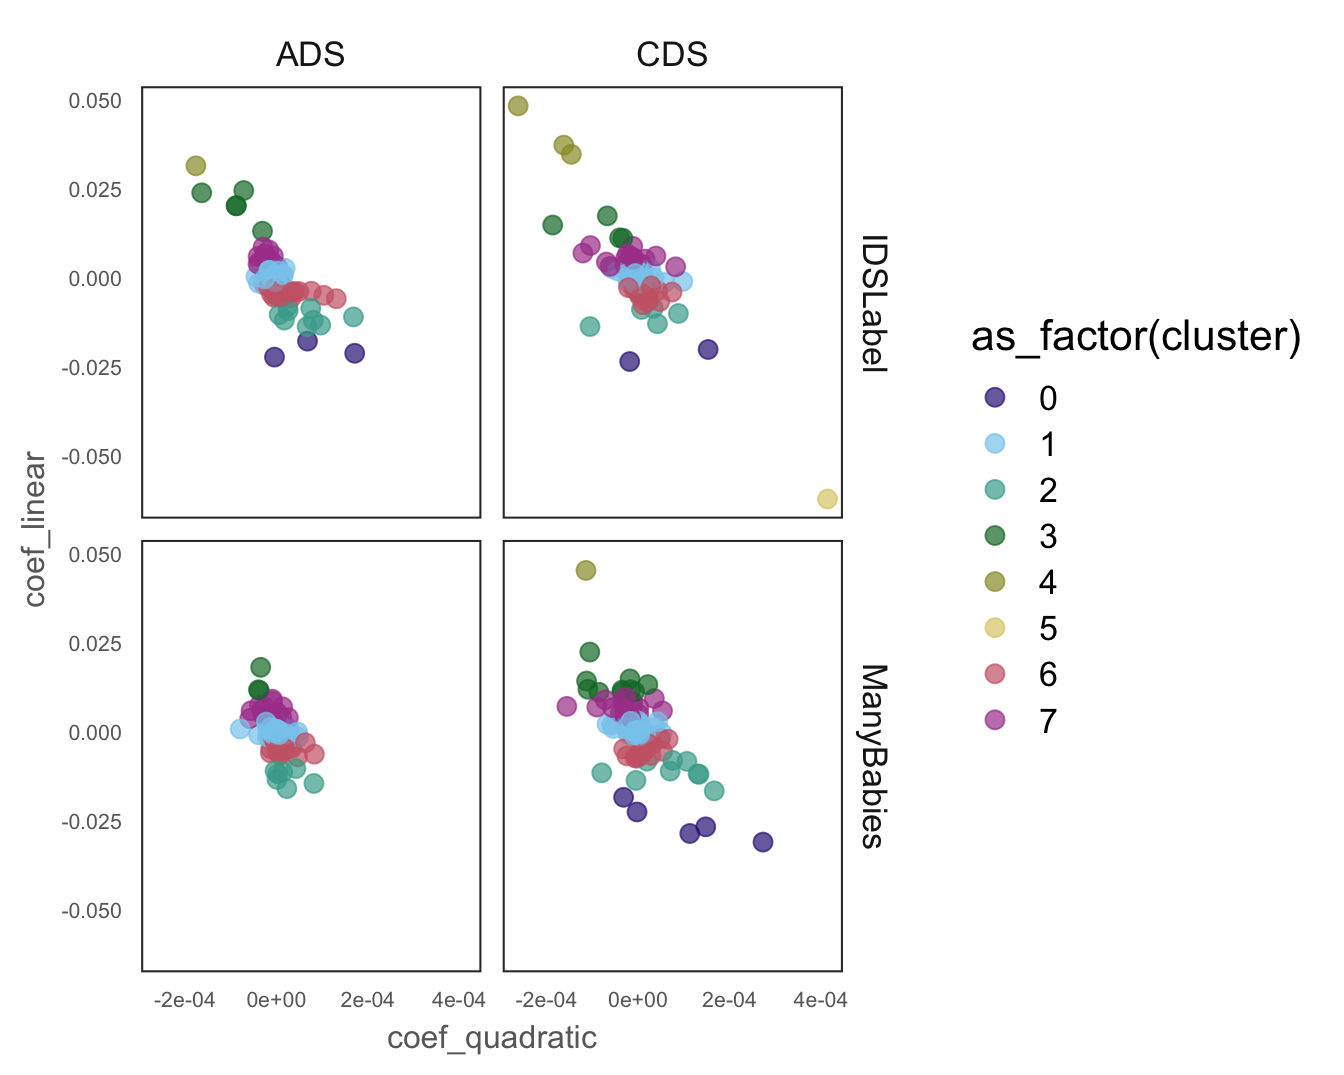 ADS
CDS
0.050
0.025
0.000
-0.025
-0.050
IDSLabel
0.050
0.025
0.000
-0.025
-0.050
ManyBabies
coef_linear
-2e-04
0e+00
2e-04
4e-04
-2e-04
0e+00
2e-04
4e-04
coef_quadratic
as_factor(cluster)
0
1
2
3
4
5
6
7